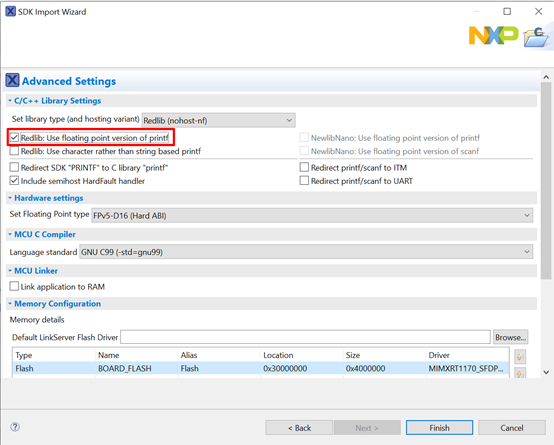 SDK Import Wizard
NXP
Advanced Settings
C/C++ Library Settings
Set library type (and hosting variant) Redlib (nohost-nf)
Redlib: Use floating point version of printf
NewlibNano: Use floating point version of printf
Redlib: Use character rather than string based printf
NewlibNano: Use floating point version of scanf
Redirect SDK "PRINTF" to C library "printf"
Redirect printf/scanf to ITM
Include semihost HardFault handler
Redirect printf/scanf to UART
Hardware settings
Set Floating Point type FPv5-D16 (Hard ABI)
MCU C Compiler
Language standard GNU C99 (-std=gnu99)
MCU Linker
Link application to RAM
Memory Configuration
Memory details
Default LinkServer Flash Driver Browse...
Type Name Alias Location Size Driver
Flash BOARD_FLASH Flash 0x30000000 0x4000000 MIMXRT1170_SFDP...
< Back Next > Finish Cancel